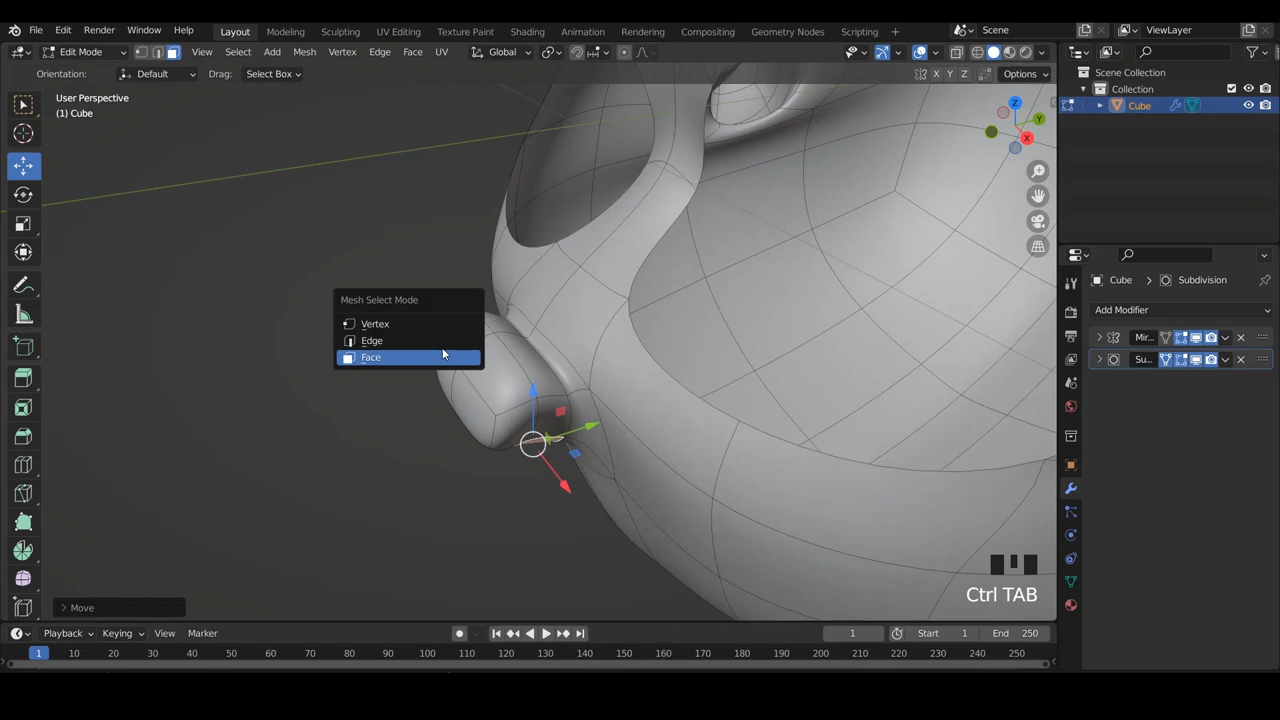 File Edit Render Window Help Layout Modeling Sculpting UV Editing Texture Paint Shading Animation Rendering Compositing Geometry Nodes Scripting Scene ViewLayer
Edit Mode View Select Add Mesh Vertex Edge Face UV Global
Orientation: Default Drag: Select Box X Y Z Options
User Perspective
(1) Cube
Z
Y
X
Mesh Select Mode
Vertex
Edge
Face
Move
Ctrl TAB
Scene Collection
Collection
Cube
Cube Subdivision
Add Modifier
Mir...
Su...
Playback Keying View Marker 1 Start 1 End 250
1 10 20 30 40 50 60 70 80 90 100 110 120 130 140 150 160 170 180 190 200 210 220 230 240 250